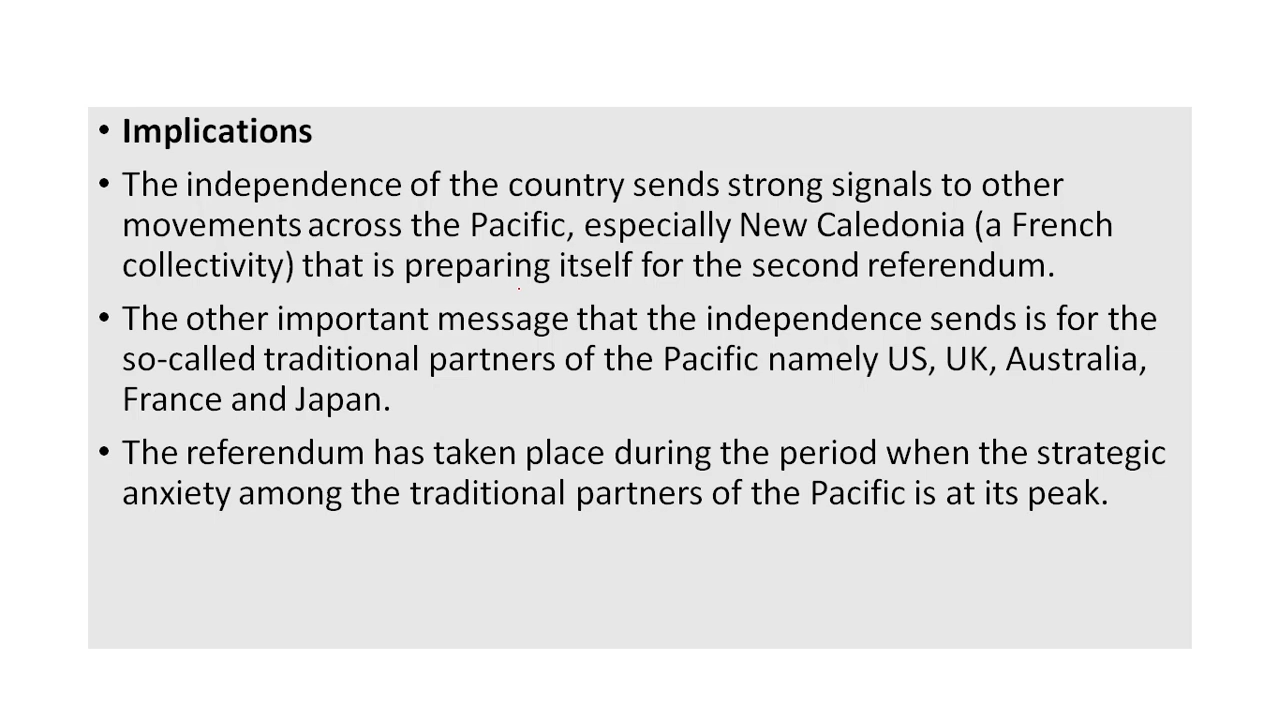 • Implications
• The independence of the country sends strong signals to other
movements across the Pacific, especially New Caledonia (a French
collectivity) that is preparing itself for the second referendum.
• The other important message that the independence sends is for the
so-called traditional partners of the Pacific namely US, UK, Australia,
France and Japan.
• The referendum has taken place during the period when the strategic
anxiety among the traditional partners of the Pacific is at its peak.